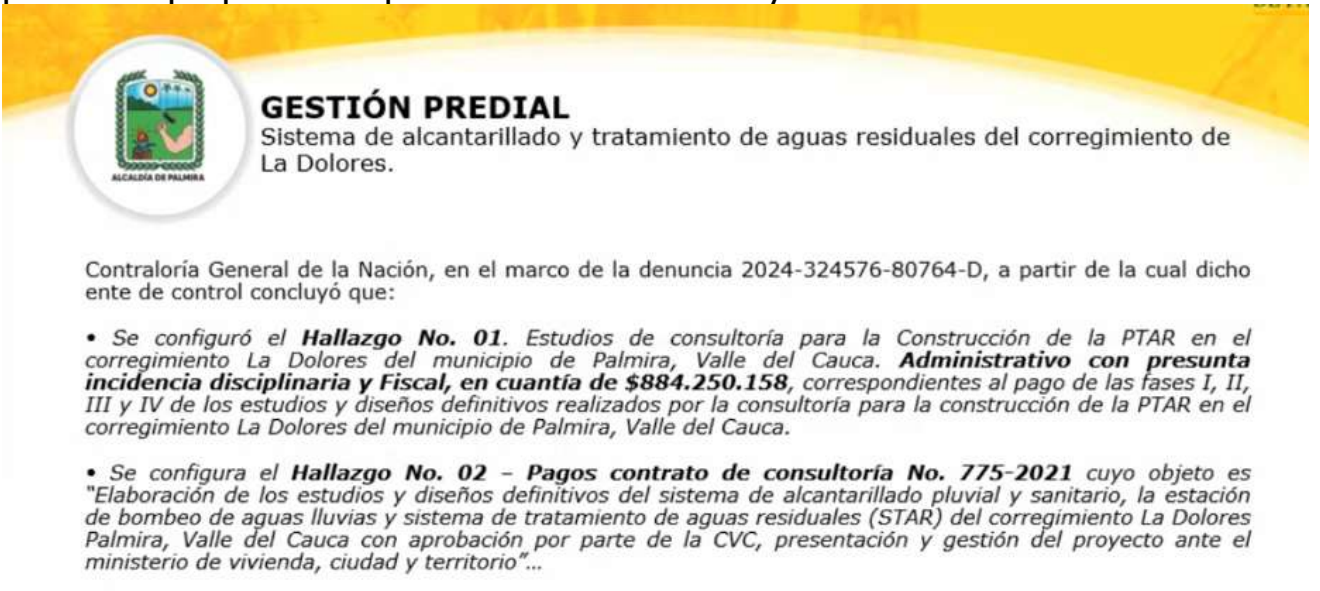 GESTIÓN PREDIAL
Sistema de alcantarillado y tratamiento de aguas residuales del corregimiento de
La Dolores.
ALCALDÍA DE PALMIRA
Contraloría General de la Nación, en el marco de la denuncia 2024-324576-80764-D, a partir de la cual dicho
ente de control concluyó que:
• Se configuró el Hallazgo No. 01. Estudios de consultoría para la Construcción de la PTAR en el
corregimiento La Dolores del municipio de Palmira, Valle del Cauca. Administrativo con presunta
incidencia disciplinaria y Fiscal, en cuantía de $884.250.158, correspondientes al pago de las fases I, II,
III y IV de los estudios y diseños definitivos realizados por la consultoría para la construcción de la PTAR en el
corregimiento La Dolores del municipio de Palmira, Valle del Cauca.
• Se configura el Hallazgo No. 02 – Pagos contrato de consultoría No. 775-2021 cuyo objeto es
"Elaboración de los estudios y diseños definitivos del sistema de alcantarillado pluvial y sanitario, la estación
de bombeo de aguas lluvias y sistema de tratamiento de aguas residuales (STAR) del corregimiento La Dolores
Palmira, Valle del Cauca con aprobación por parte de la CVC, presentación y gestión del proyecto ante el
ministerio de vivienda, ciudad y territorio"...